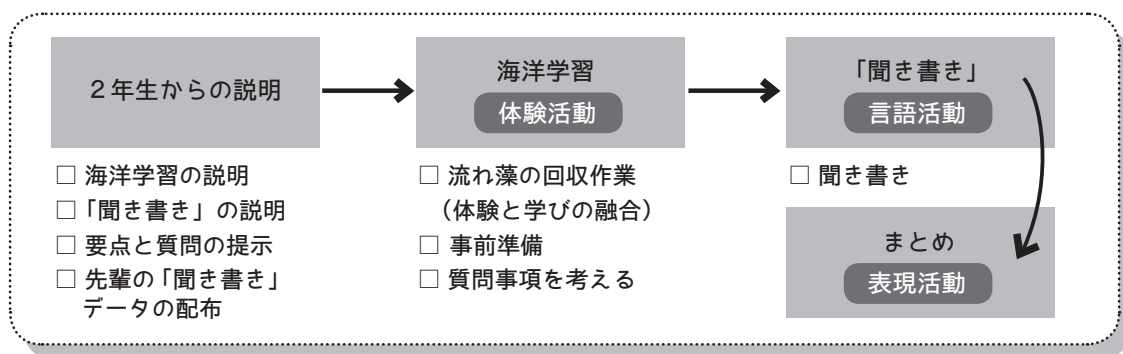 ２年生からの説明
□ 海洋学習の説明
□「聞き書き」の説明
□ 要点と質問の提示
□ 先輩の「聞き書き」
データの配布
海洋学習
体験活動
□ 流れ藻の回収作業
（体験と学びの融合）
□ 事前準備
□ 質問事項を考える
「聞き書き」
言語活動
□ 聞き書き
まとめ
表現活動